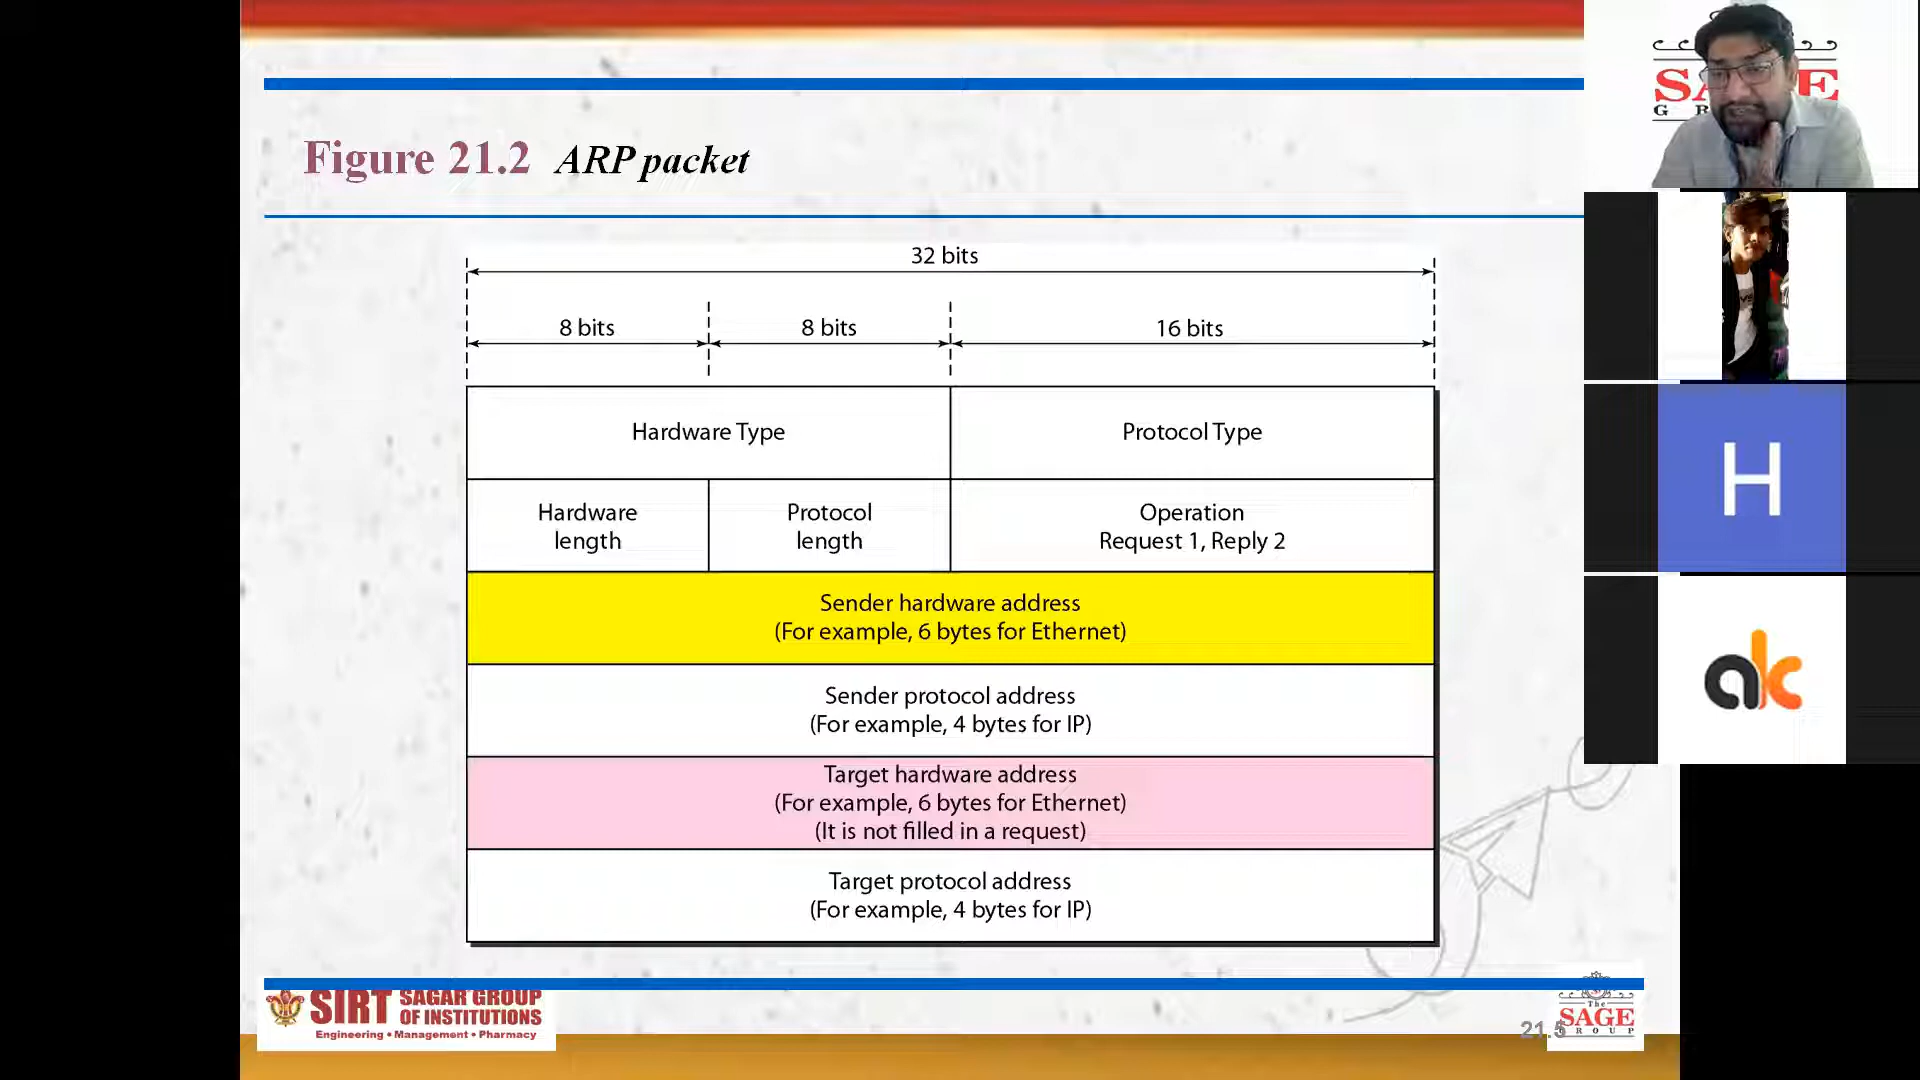 Figure 21.2 ARP packet
32 bits
8 bits
8 bits
16 bits
Hardware Type
Protocol Type
Hardware
length
Protocol
length
Operation
Request 1, Reply 2
Sender hardware address
(For example, 6 bytes for Ethernet)
Sender protocol address
(For example, 4 bytes for IP)
Target hardware address
(For example, 6 bytes for Ethernet)
(It is not filled in a request)
Target protocol address
(For example, 4 bytes for IP)
SIRT SAGAR GROUP
OF INSTITUTIONS
Engineering • Management • Pharmacy
21.5
The
SAGE
GROUP
H
ak